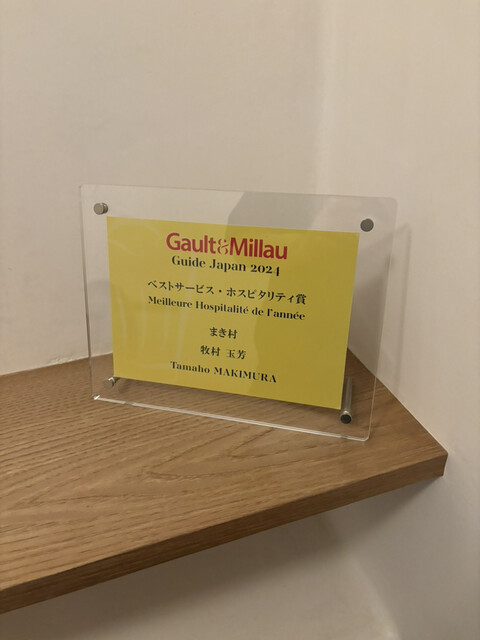 Gault&Millau
Guide Japan 2024
ベストサービス・ホスピタリティ賞
Meilleure Hospitalité de l'année
まき村
牧村 玉芳
Tamaho MAKIMURA